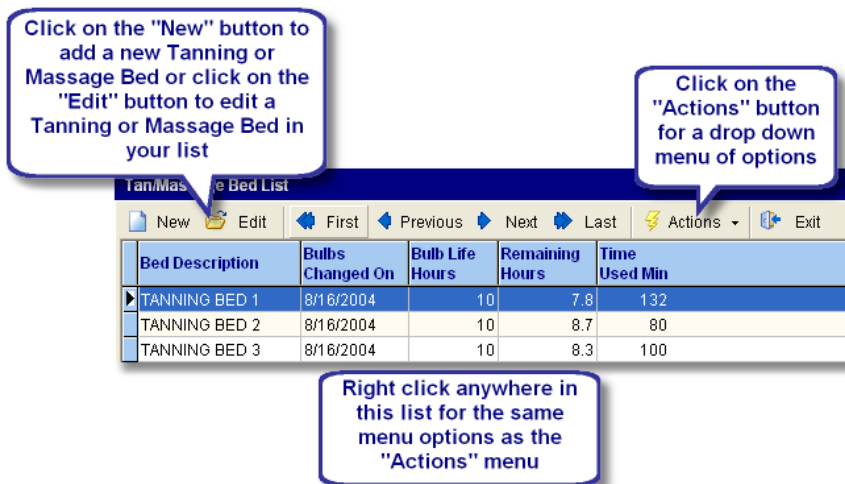 Click on the "New" button to
add a new Tanning or
Massage Bed or click on the
"Edit" button to edit a
Tanning or Massage Bed in
your list
Click on the
"Actions" button
for a drop down
menu of options
Tan/Mas e Bed List
New Edit First Previous Next Last Actions Exit
Bed Description Bulbs Changed On Bulb Life Hours Remaining Hours Time Used Min
TANNING BED 1 8/16/2004 10 7.8 132
TANNING BED 2 8/16/2004 10 8.7 80
TANNING BED 3 8/16/2004 10 8.3 100
Right click anywhere in
this list for the same
menu options as the
"Actions" menu